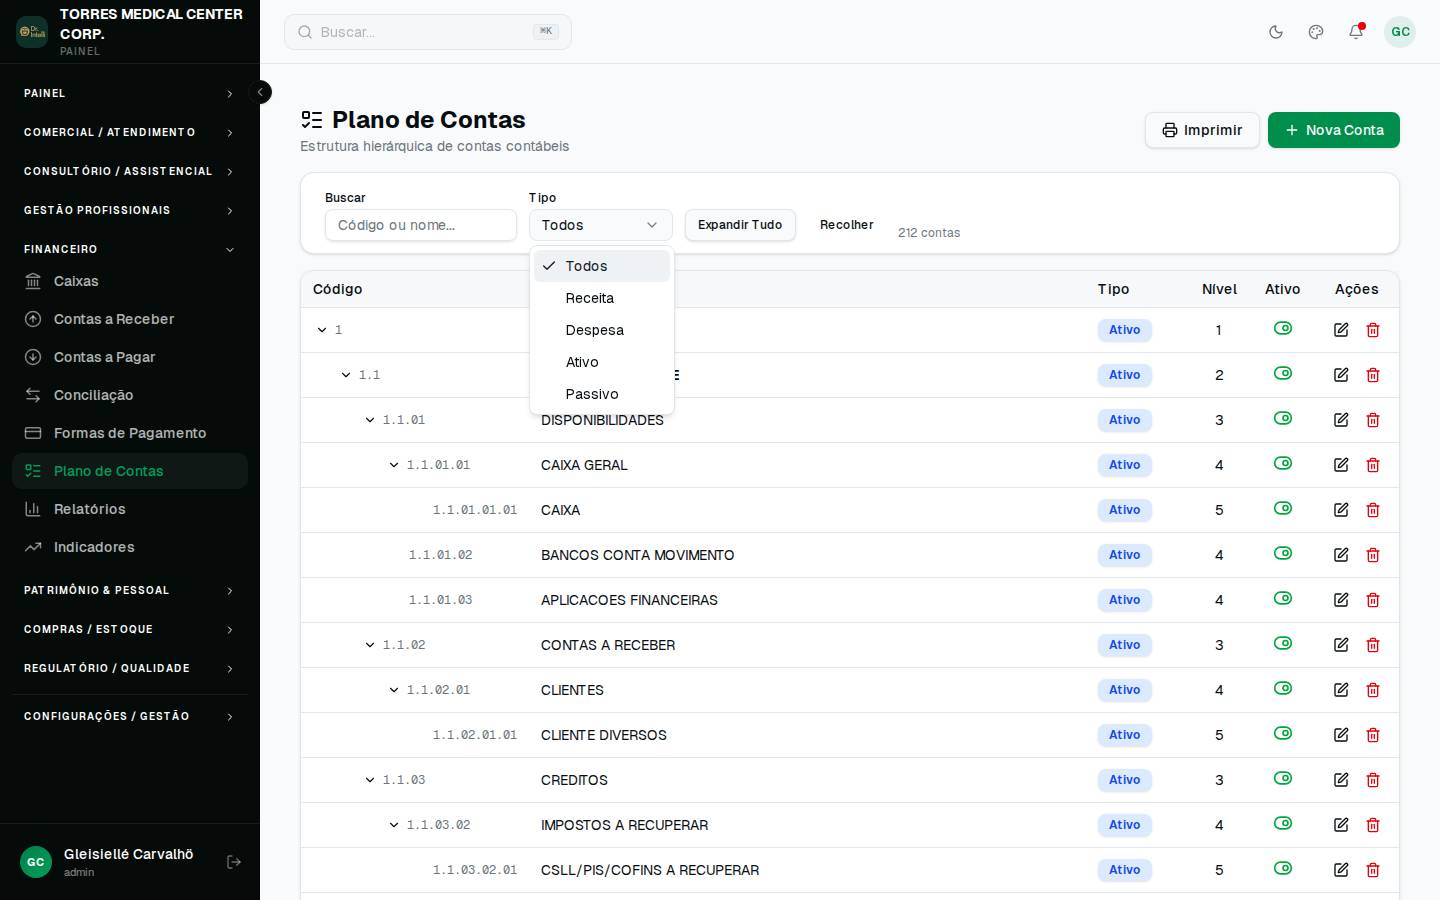 TORRES MEDICAL CENTER
CORP.
PAINEL
Dr.
Intelli
Buscar...
⌘K
GC
PAINEL
COMERCIAL / ATENDIMENTO
CONSULTÓRIO / ASSISTENCIAL
GESTÃO PROFISSIONAIS
FINANCEIRO
Caixas
Contas a Receber
Contas a Pagar
Conciliação
Formas de Pagamento
Plano de Contas
Relatórios
Indicadores
PATRIMÔNIO & PESSOAL
COMPRAS / ESTOQUE
REGULATÓRIO / QUALIDADE
CONFIGURAÇÕES / GESTÃO
GC
Gleisiellé Carvalhö
admin
Plano de Contas
Estrutura hierárquica de contas contábeis
Imprimir
Nova Conta
Buscar
Tipo
Código ou nome...
Todos
Expandir Tudo
Recolher
212 contas
Todos
Receita
Despesa
Ativo
Passivo
Código Tipo Nível Ativo Ações
1 Ativo 1
1.1 E Ativo 2
1.1.01 DISPONIBILIDADES Ativo 3
1.1.01.01 CAIXA GERAL Ativo 4
1.1.01.01.01 CAIXA Ativo 5
1.1.01.02 BANCOS CONTA MOVIMENTO Ativo 4
1.1.01.03 APLICACOES FINANCEIRAS Ativo 4
1.1.02 CONTAS A RECEBER Ativo 3
1.1.02.01 CLIENTES Ativo 4
1.1.02.01.01 CLIENTE DIVERSOS Ativo 5
1.1.03 CREDITOS Ativo 3
1.1.03.02 IMPOSTOS A RECUPERAR Ativo 4
1.1.03.02.01 CSLL/PIS/COFINS A RECUPERAR Ativo 5